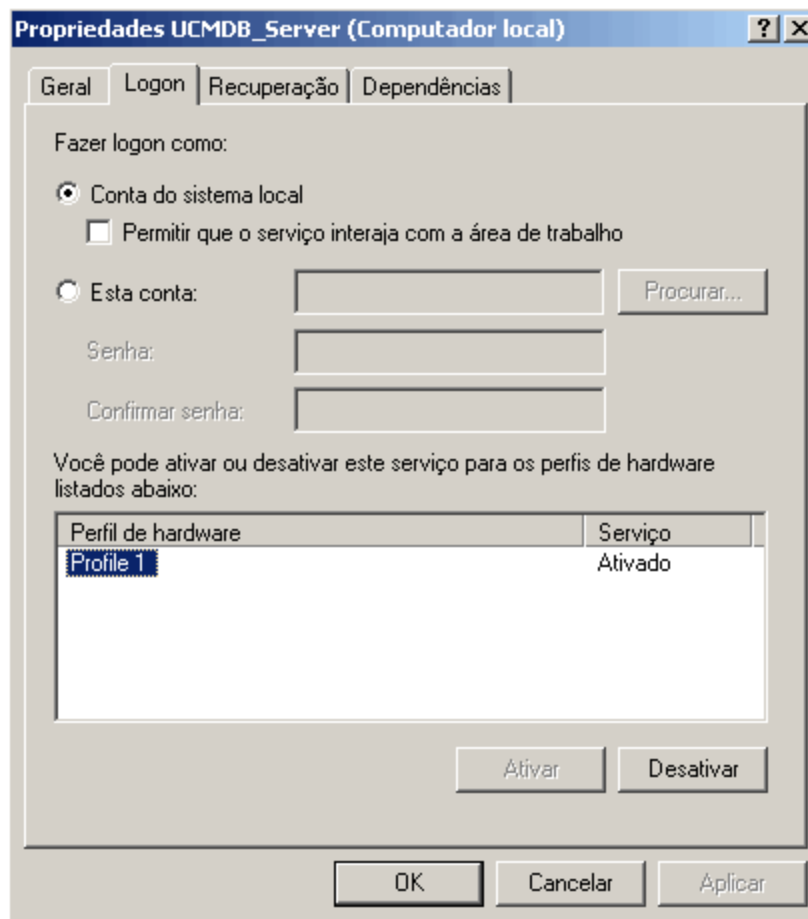 Propriedades UCMDB_Server (Computador local)
Geral Logon Recuperação Dependências
Fazer logon como:
Conta do sistema local
Permitir que o serviço interaja com a área de trabalho
Esta conta: Procurar...
Senha:
Confirmar senha:
Você pode ativar ou desativar este serviço para os perfis de hardware
listados abaixo:
Perfil de hardware Serviço
Profile 1 Ativado
Ativar Desativar
OK Cancelar Aplicar